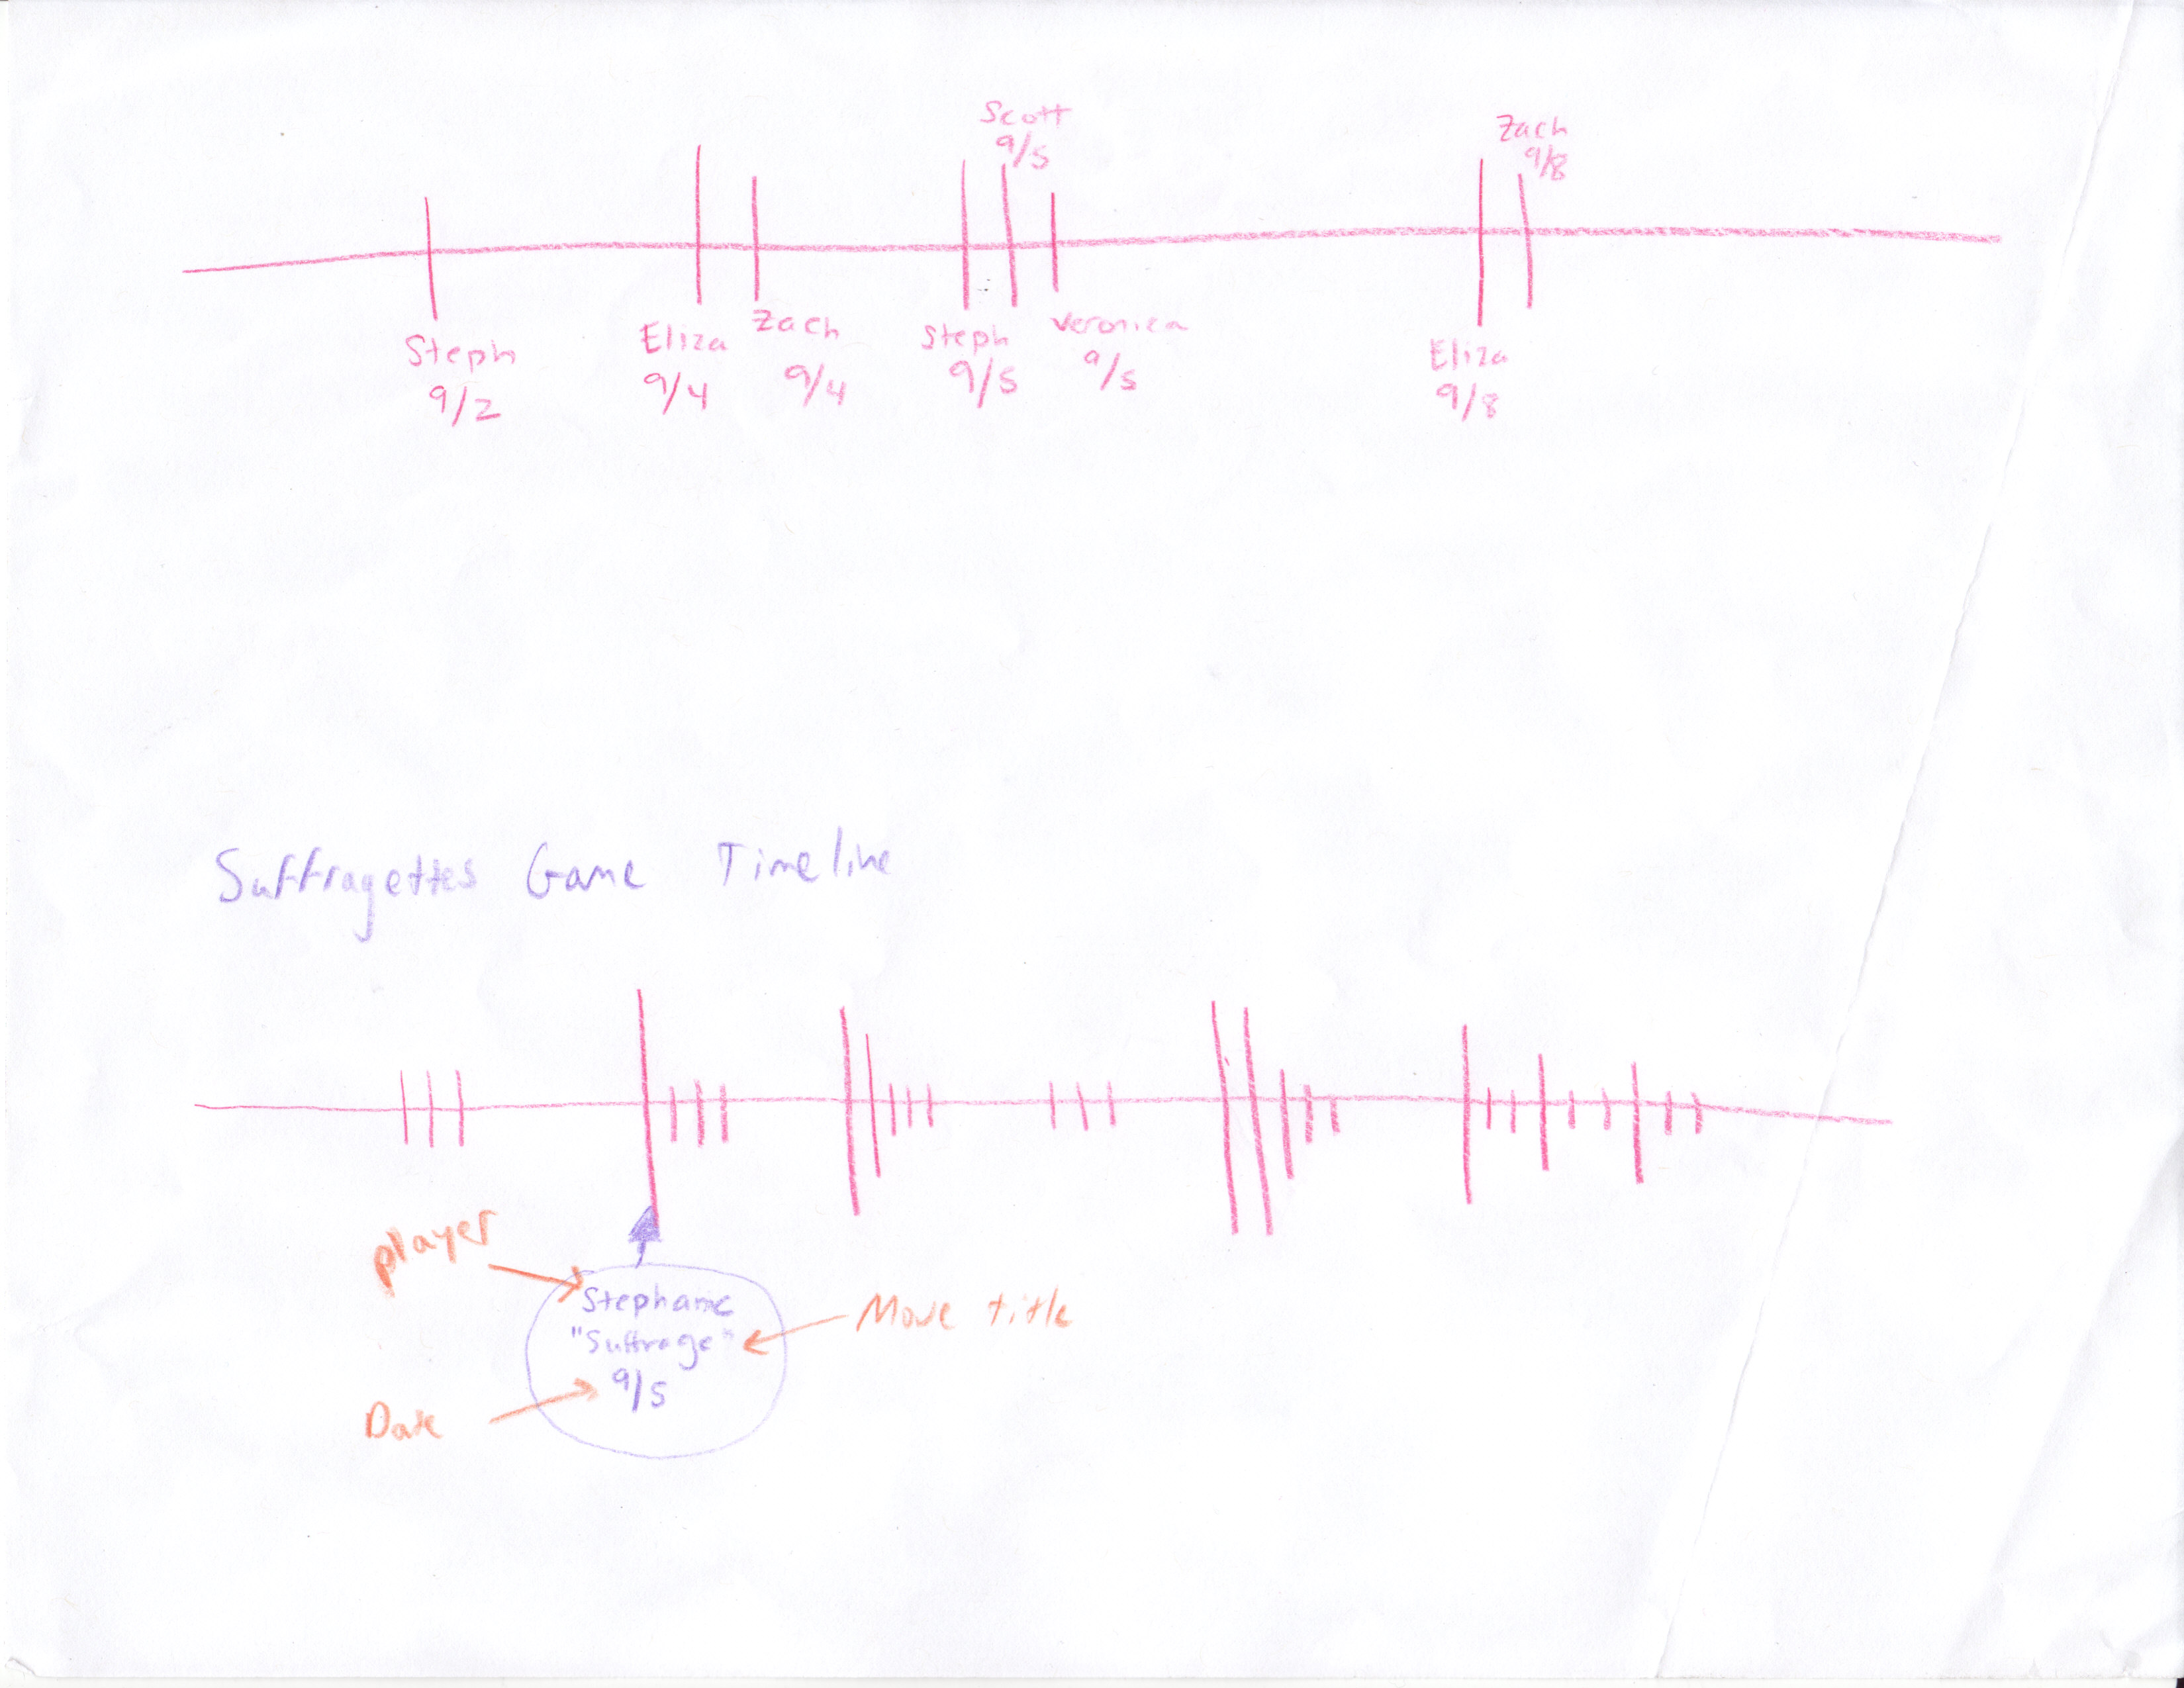 Scott
9/5
Zach
9/8
Steph
9/2
Eliza
9/4
Zach
9/4
Steph
9/5
Veronica
9/5
Eliza
9/8
Suffragettes Game Timeline
player
Stephanie
"Suffrage"
9/5
Move title
Date